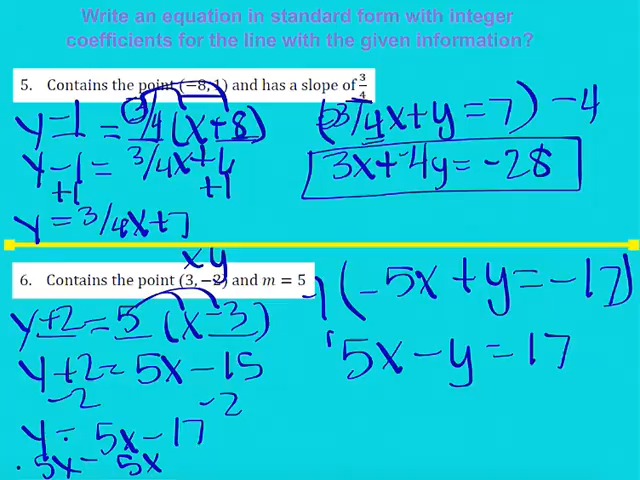 Write an equation in standard form with integer
coefficients for the line with the given information?
5. Contains the point (−8, 1) and has a slope of 3/4
y−1 = 3/4(x+8)
y−1 = 3/4x+6
+1 +1
y = 3/4x+7
3/4x+y=7) −4
3x+−4y=−28
xy
6. Contains the point (3, −2) and m = 5
y+2=5(x−3)
y+2=5x−15
−2 −2
y= 5x−17
-5x- 5x
(-5x+y=−17)
5x−y=17